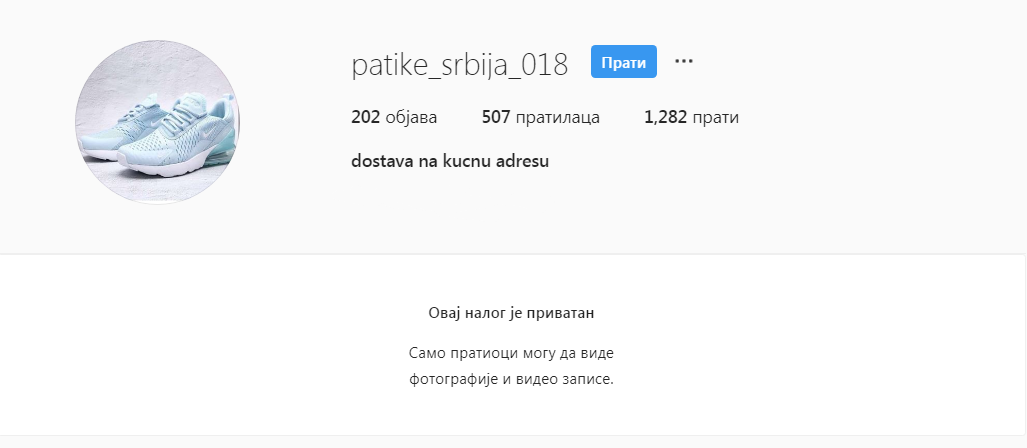 patike_srbija_018 Прати ...
202 објава 507 пратилаца 1,282 прати
dostava na kucnu adresu
Овај налог је приватан
Само пратиоци могу да виде
фотографије и видео записе.